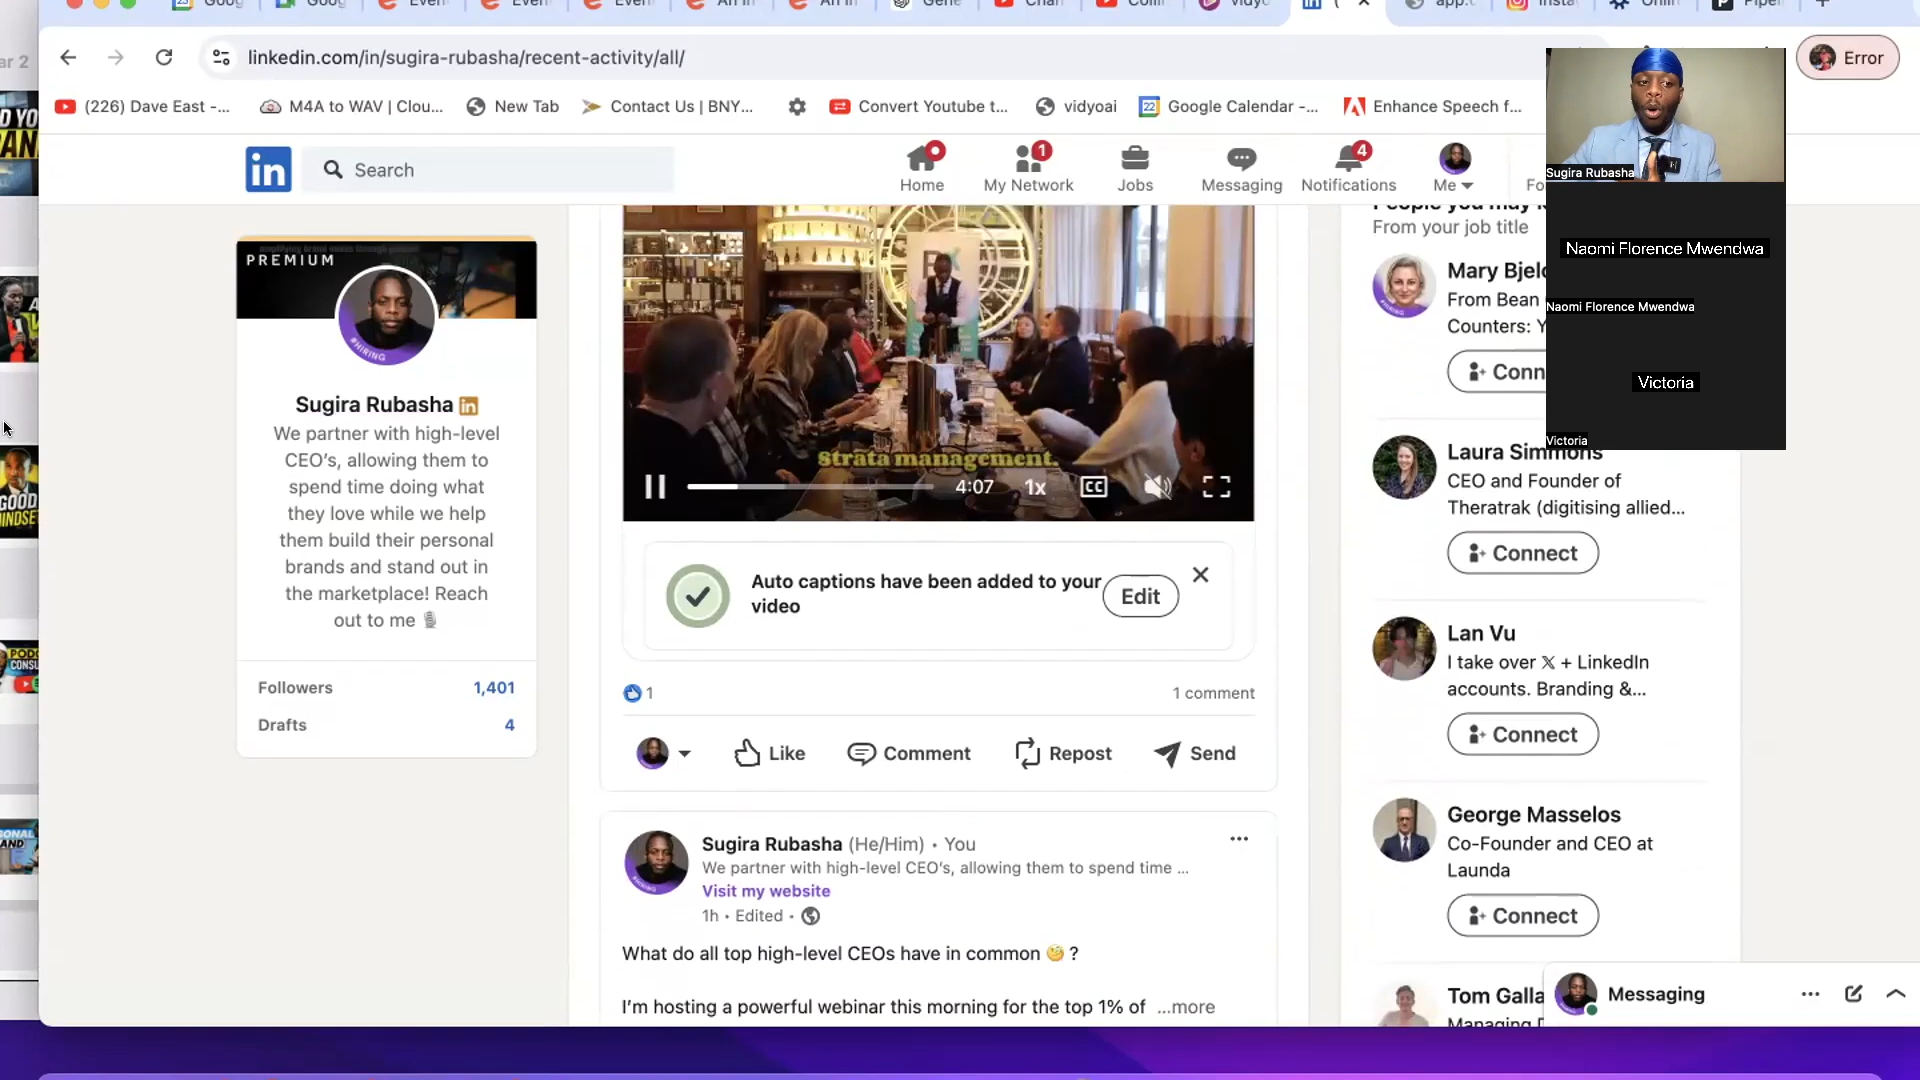 linkedin.com/in/sugira-rubasha/recent-activity/all/
Error
(226) Dave East -...
M4A to WAV | Clou...
New Tab
Contact Us | BNY...
Convert Youtube t...
vidyoai
Google Calendar -...
Enhance Speech f...
in
Search
Home
1
My Network
Jobs
Messaging
4
Notifications
Me
Sugira Rubasha
Naomi Florence Mwendwa
Naomi Florence Mwendwa
Victoria
Victoria
PREMIUM
#HIRING
Sugira Rubasha in
We partner with high-level
CEO's, allowing them to
spend time doing what
they love while we help
them build their personal
brands and stand out in
the marketplace! Reach
out to me 🎙️
Followers 1,401
Drafts 4
Strata management.
4:07 1x CC
Auto captions have been added to your
video
Edit
1
1 comment
Like
Comment
Repost
Send
Sugira Rubasha (He/Him) • You
We partner with high-level CEO's, allowing them to spend time ...
Visit my website
1h • Edited •
What do all top high-level CEOs have in common 🧐 ?
I'm hosting a powerful webinar this morning for the top 1% of ...more
From your job title
Mary
From Bean
Counters:
Laura Simmons
CEO and Founder of
Theratrak (digitising allied...
Connect
Lan Vu
I take over 𝕏 + LinkedIn
accounts. Branding &...
Connect
George Masselos
Co-Founder and CEO at
Launda
Connect
Tom
Messaging